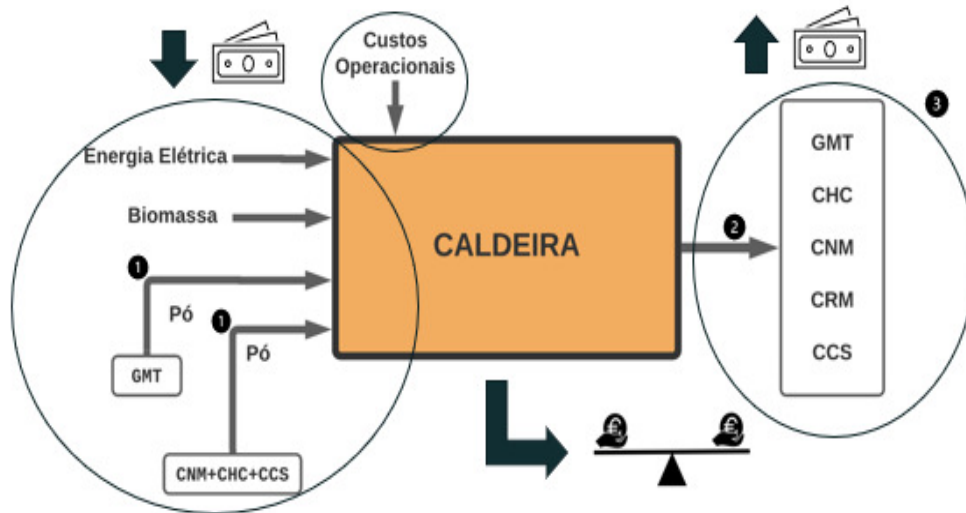 Custos
Operacionais
Energia Elétrica
Biomassa
1
Pó
GMT
1
Pó
CNM+CHC+CCS
CALDEIRA
2
3
GMT
CHC
CNM
CRM
CCS
€
€